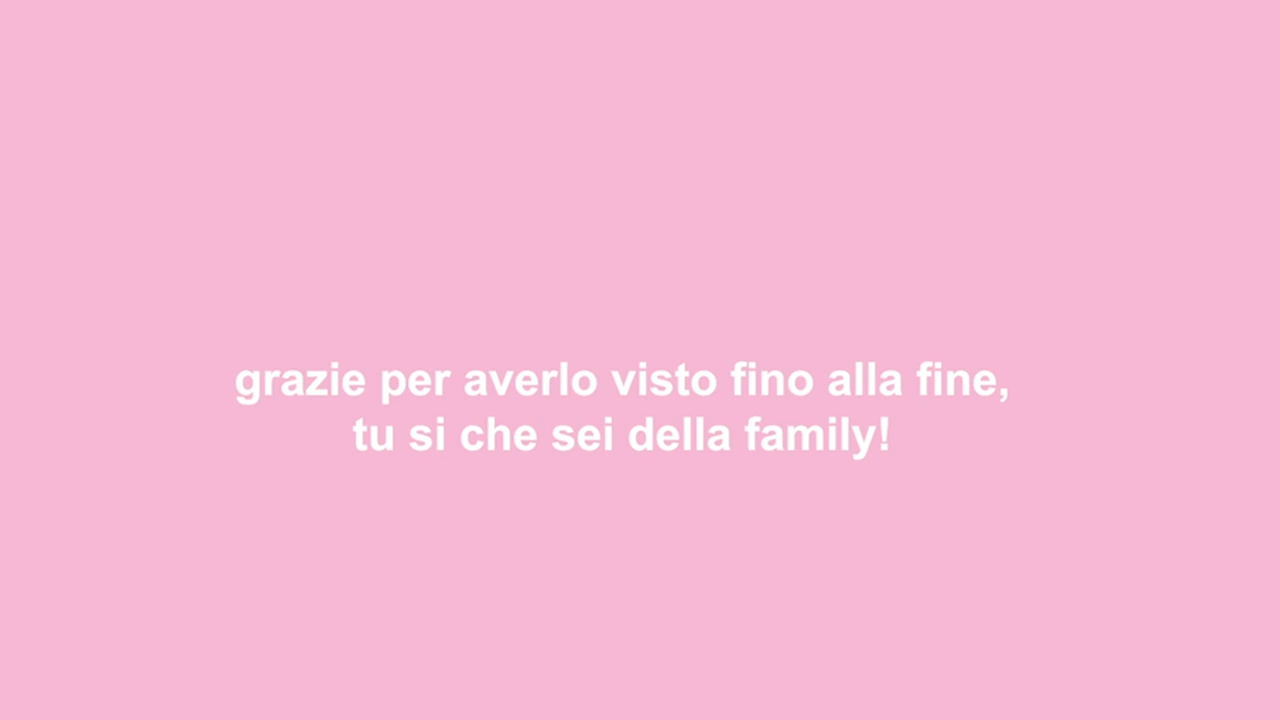 grazie per averlo visto fino alla fine,
tu si che sei della family!